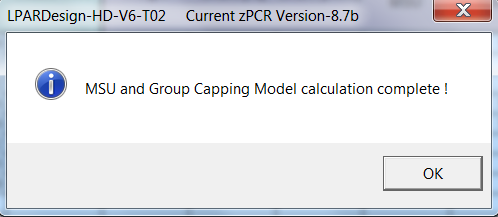 LPARDesign-HD-V6-T02 Current zPCR Version-8.7b
MSU and Group Capping Model calculation complete !
OK